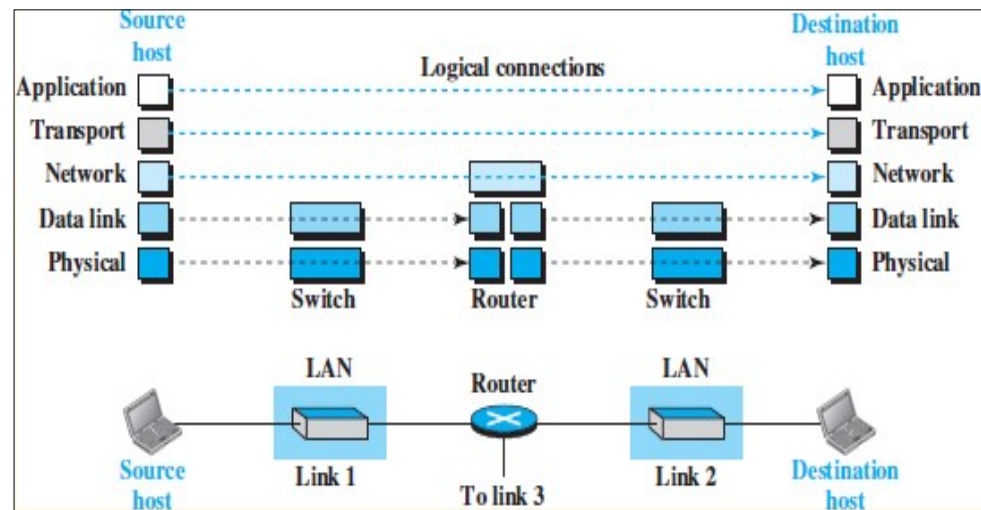 Source
host
Destination
host
Logical connections
Application
Application
Transport
Transport
Network
Network
Data link
Data link
Physical
Physical
Switch
Router
Switch
LAN
Router
LAN
Source
host
Link 1
To link 3
Link 2
Destination
host